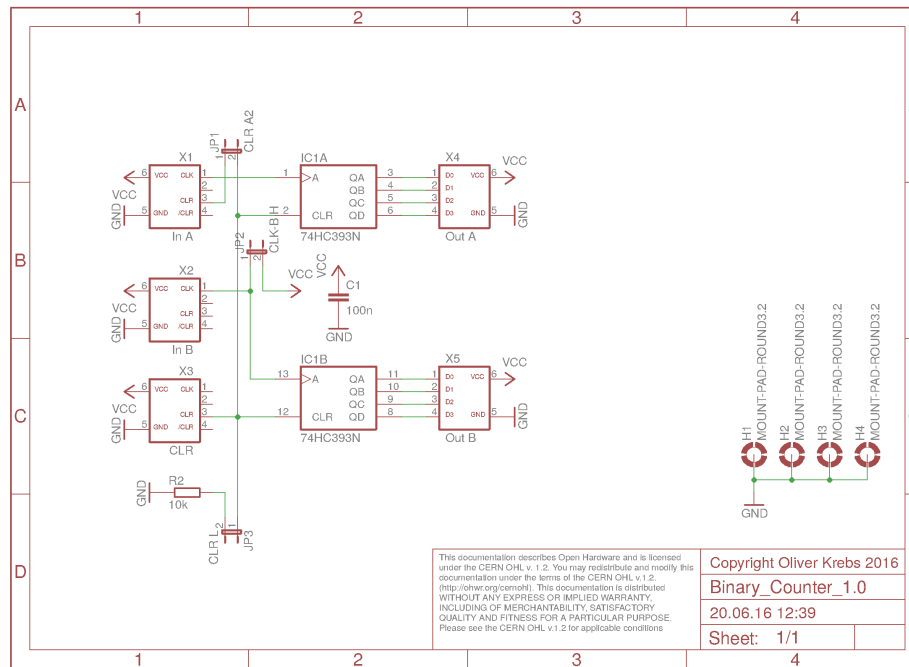 1 2 3 4
A
B
C
D
JP1
1 2
CLR A2
X1
6 VCC CLK 1
2
CLR 3
5 GND /CLR 4
VCC
GND
In A
IC1A
1 A QA 3
QB 4
QC 5
2 CLR QD 6
74HC393N
X4
1 D0 VCC 6
2 D1
3 D2
4 D3 GND 5
VCC
GND
Out A
JP2
1 2
CLK-B H
VCC
X2
6 VCC CLK 1
2
CLR 3
5 GND /CLR 4
GND
In B
VCC
C1
100n
GND
X3
6 VCC CLK 1
2
CLR 3
5 GND /CLR 4
VCC
GND
CLR
IC1B
13 A QA 11
QB 10
QC 9
12 CLR QD 8
74HC393N
X5
1 D0 VCC 6
2 D1
3 D2
4 D3 GND 5
VCC
GND
Out B
GND
R2
10k
CLR L
2 1
JP3
H1
MOUNT-PAD-ROUND3.2
H2
MOUNT-PAD-ROUND3.2
H3
MOUNT-PAD-ROUND3.2
H4
MOUNT-PAD-ROUND3.2
GND
This documentation describes Open Hardware and is licensed
under the CERN OHL v. 1.2. You may redistribute and modify this
documentation under the terms of the CERN OHL v.1.2.
(http://ohwr.org/cernohl). This documentation is distributed
WITHOUT ANY EXPRESS OR IMPLIED WARRANTY,
INCLUDING OF MERCHANTABILITY, SATISFACTORY
QUALITY AND FITNESS FOR A PARTICULAR PURPOSE.
Please see the CERN OHL v.1.2 for applicable conditions
Copyright Oliver Krebs 2016
Binary_Counter_1.0
20.06.16 12:39
Sheet: 1/1
1 2 3 4